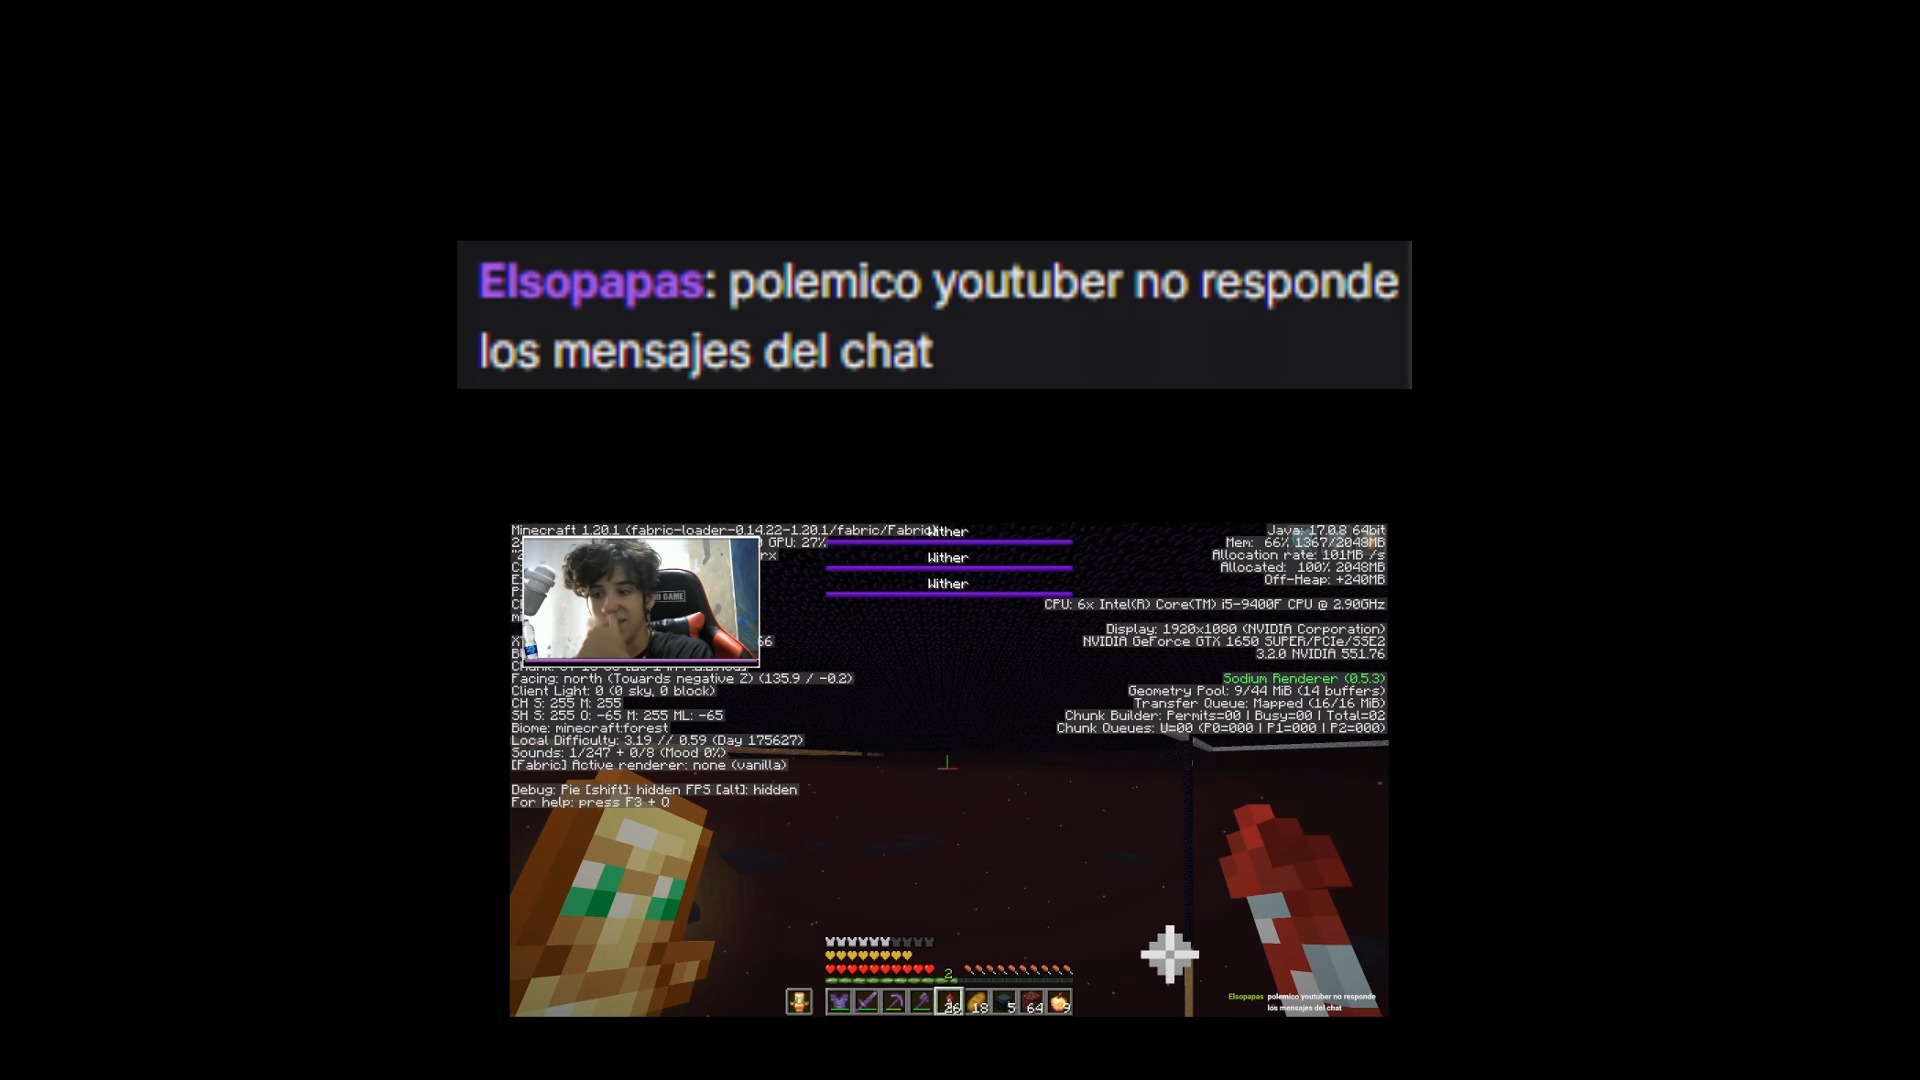 Elsopapas: polemico youtuber no responde
los mensajes del chat
Minecraft 1.20.1 (fabric-loader-0.14.22-1.20.1/fabric/Fabric)
GPU: 27%
Wither
Wither
Wither
Java: 17.0.8 64bit
Mem: 66% 1367/2048MB
Allocation rate: 101MB /s
Allocated: 100% 2048MB
Off-Heap: +240MB
CPU: 6x Intel(R) Core(TM) i5-9400F CPU @ 2.90GHz
Display: 1920x1080 (NVIDIA Corporation)
NVIDIA GeForce GTX 1650 SUPER/PCIe/SSE2
3.2.0 NVIDIA 551.76
Sodium Renderer (0.5.3)
Geometry Pool: 9/44 MiB (14 buffers)
Transfer Queue: Mapped (16/16 MiB)
Chunk Builder: Permits=00 | Busy=00 | Total=02
Chunk Queues: U=00 (P0=000 | P1=000 | P2=000)
GAME
Facing: north (Towards negative Z) (135.9 / -0.2)
Client Light: 0 (0 sky, 0 block)
CH S: 255 M: 255
SH S: 255 O: -65 M: 255 ML: -65
Biome: minecraft:forest
Local Difficulty: 3.19 // 0.59 (Day 175627)
Sounds: 1/247 + 0/8 (Mood 0%)
[Fabric] Active renderer: none (vanilla)
Debug: Pie [shift]: hidden FPS [alt]: hidden
For help: press F3 + Q
2
26 18 5 64 9
Elsopapas polemico youtuber no responde
los mensajes del chat